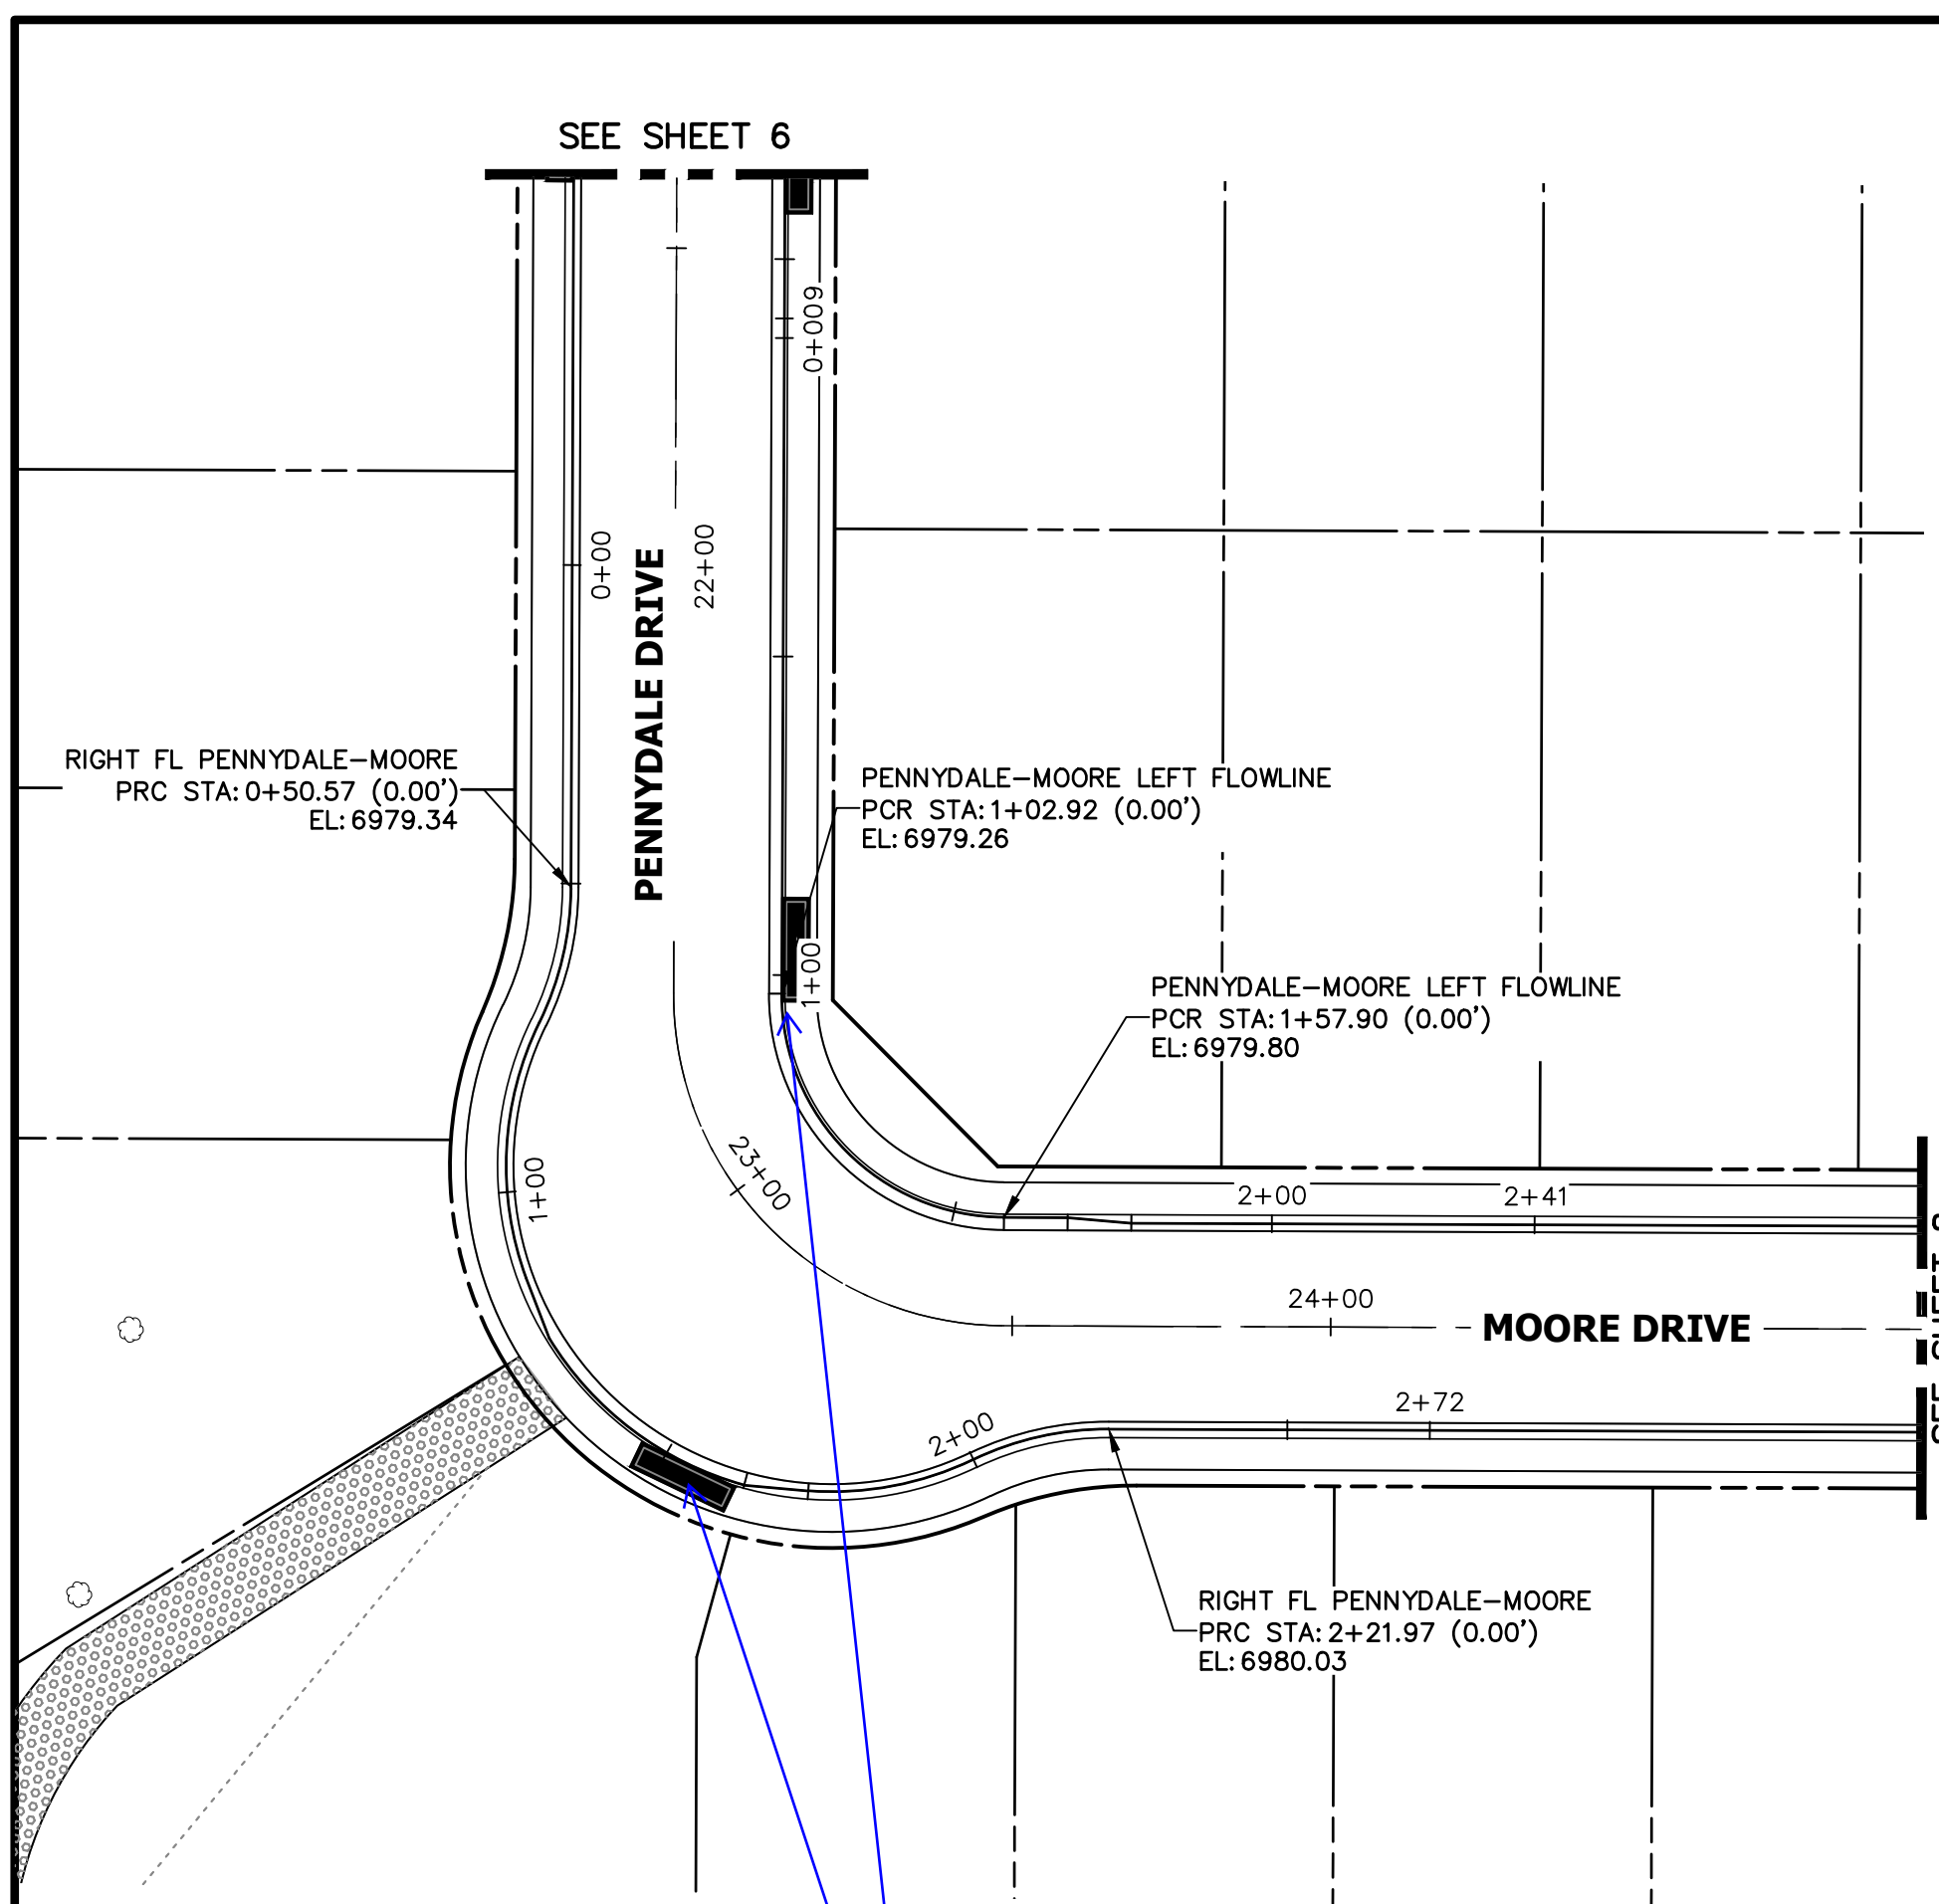 SEE SHEET 6
0+009
0+00
22+00
PENNYDALE DRIVE
RIGHT FL PENNYDALE-MOORE
PRC STA: 0+50.57 (0.00')
EL: 6979.34
PENNYDALE-MOORE LEFT FLOWLINE
PCR STA: 1+02.92 (0.00')
EL: 6979.26
1+00
PENNYDALE-MOORE LEFT FLOWLINE
PCR STA: 1+57.90 (0.00')
EL: 6979.80
23+00
1+00
2+00
2+41
24+00
MOORE DRIVE
SEE SHEET
2+72
2+00
RIGHT FL PENNYDALE-MOORE
PRC STA: 2+21.97 (0.00')
EL: 6980.03